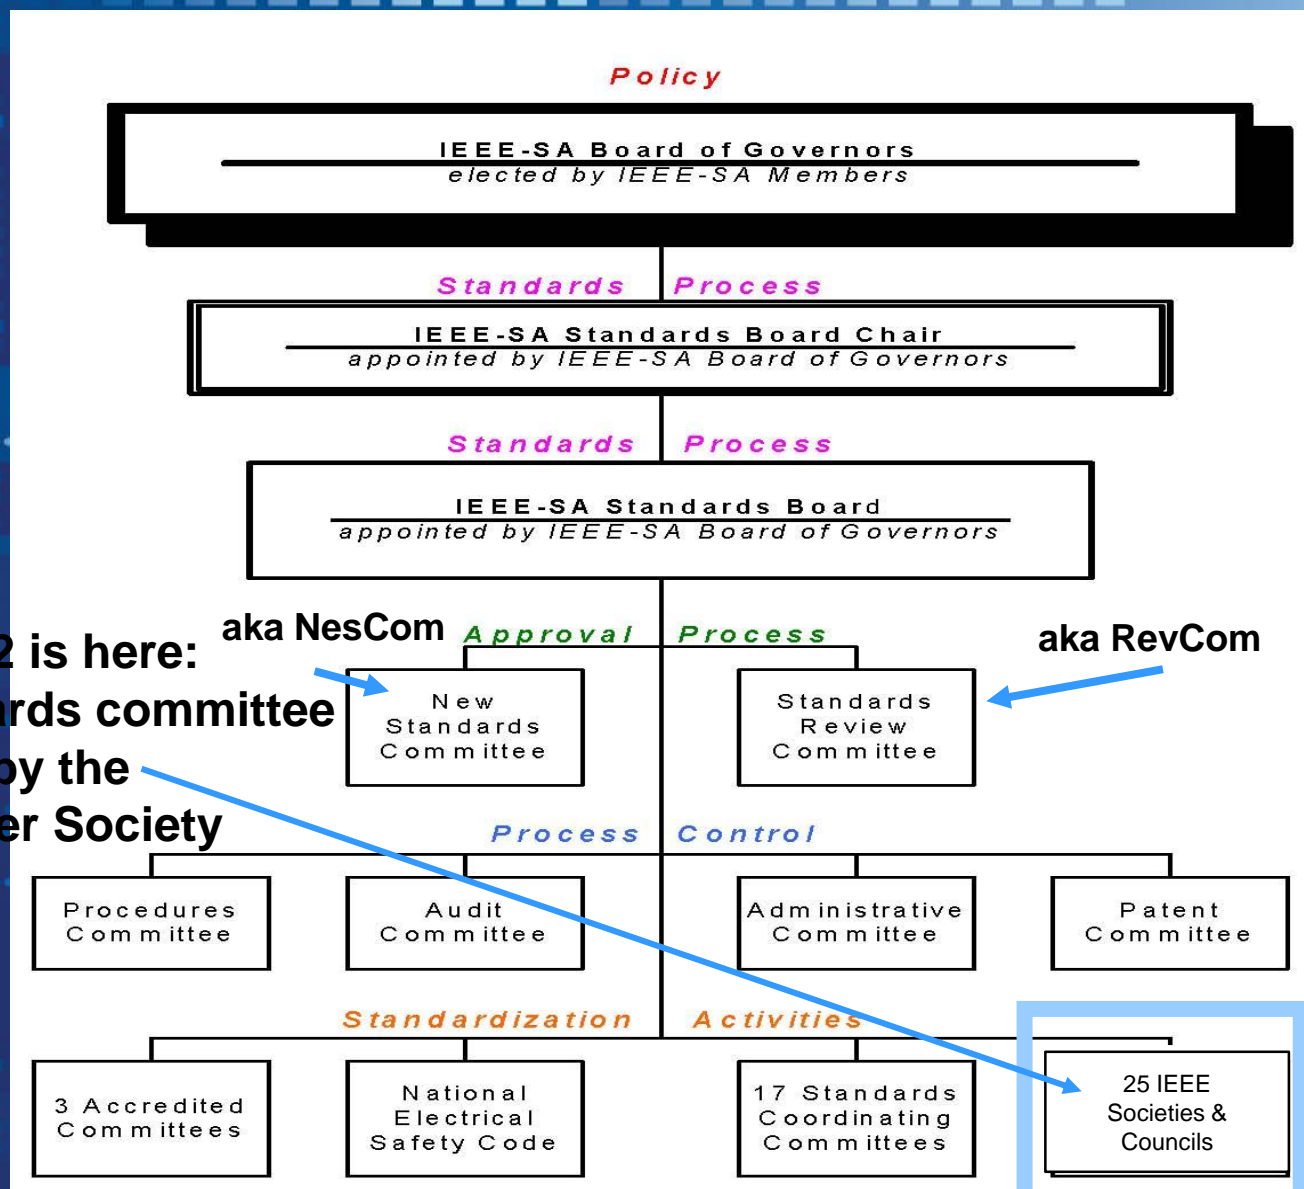 Policy
IEEE-SA Board of Governors
elected by IEEE-SA Members
Standards Process
IEEE-SA Standards Board Chair
appointed by IEEE-SA Board of Governors
Standards Process
IEEE-SA Standards Board
appointed by IEEE-SA Board of Governors
aka NesCom
Approval Process
aka RevCom
is here:
committee
by the
Society
New
Standards
Committee
Standards
Review
Committee
Process Control
Procedures
Committee
Audit
Committee
Administrative
Committee
Patent
Committee
Standardization Activities
3 Accredited
Committees
National
Electrical
Safety Code
17 Standards
Coordinating
Committees
25 IEEE
Societies &
Councils